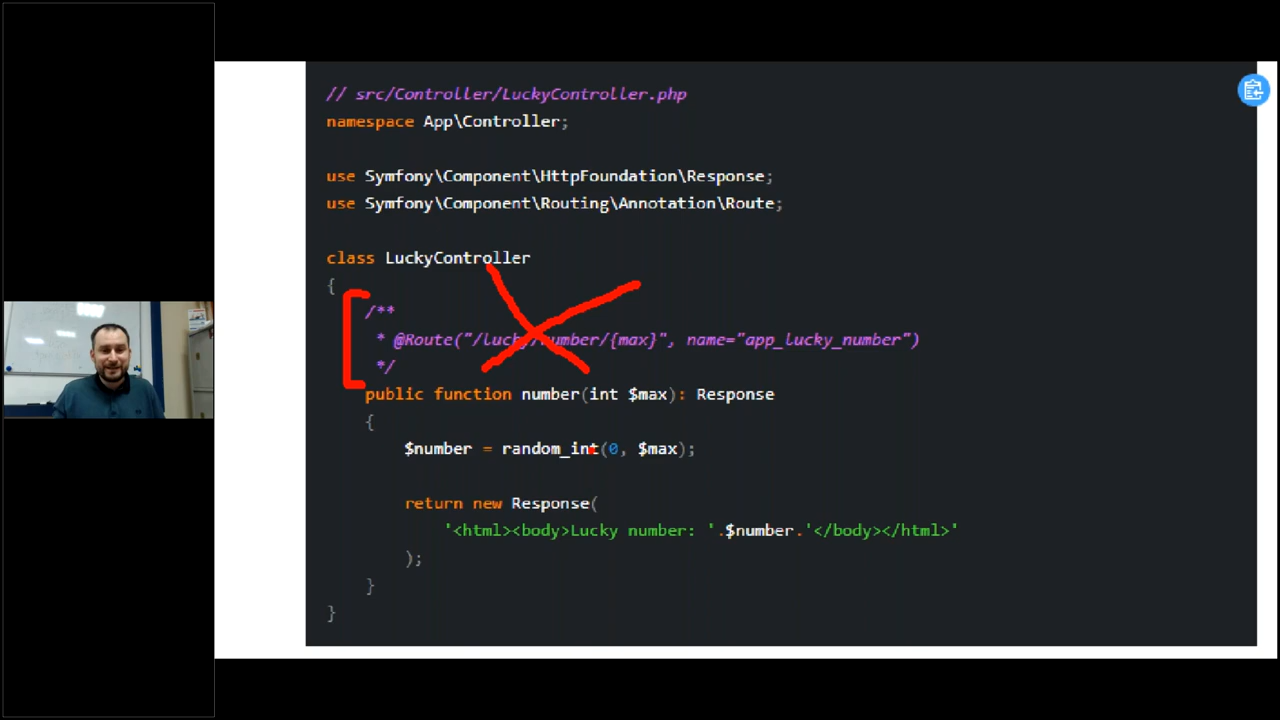 // src/Controller/LuckyController.php
namespace App\Controller;
use Symfony\Component\HttpFoundation\Response;
use Symfony\Component\Routing\Annotation\Route;
class LuckyController
{
/**
* @Route("/lucky/number/{max}", name="app_lucky_number")
*/
public function number(int $max): Response
{
$number = random_int(0, $max);
return new Response(
'<html><body>Lucky number: '.$number.'</body></html>'
);
}
}